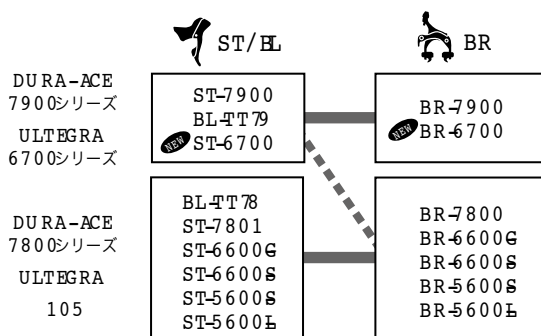 ST/BL
BR
DURA-ACE
7900シリーズ
ULTEGRA
6700シリーズ
ST-7900
BL-TT79
NEW ST-6700
BR-7900
NEW BR-6700
DURA-ACE
7800シリーズ
ULTEGRA
105
BL-TT78
ST-7801
ST-6600G
ST-6600S
ST-5600S
ST-5600L
BR-7800
BR-6600G
BR-6600S
BR-5600S
BR-5600L